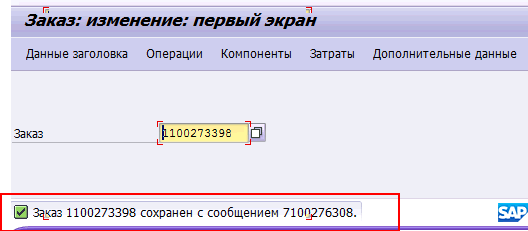 Заказ: изменение: первый экран
Данные заголовка Операции Компоненты Затраты Дополнительные данные
Заказ 1100273398
Заказ 1100273398 сохранен с сообщением 7100276308.
SAP